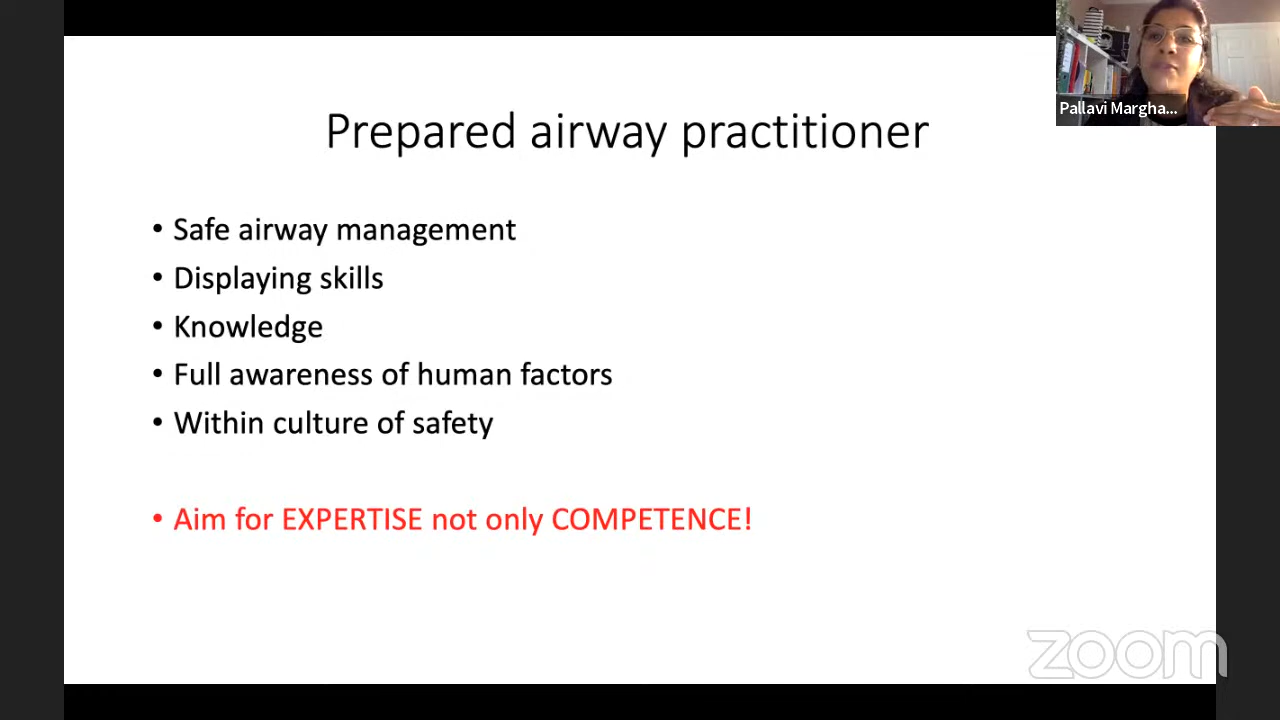 Pallavi Margha...
Prepared airway practitioner
• Safe airway management
• Displaying skills
• Knowledge
• Full awareness of human factors
• Within culture of safety
• Aim for EXPERTISE not only COMPETENCE!
zoom